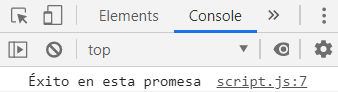 Elements Console
top
Éxito en esta promesa script.js:7